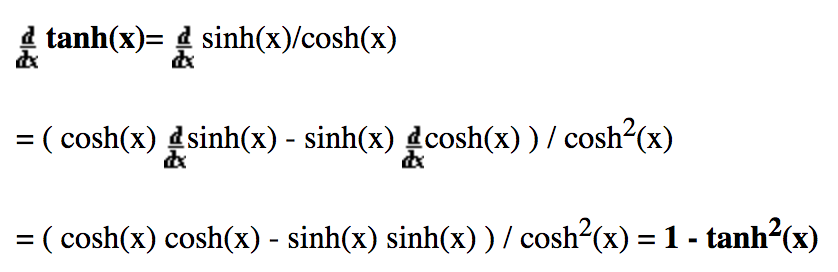 d/dx tanh(x)= d/dx sinh(x)/cosh(x)
= ( cosh(x) d/dx sinh(x) - sinh(x) d/dx cosh(x) ) / cosh²(x)
= ( cosh(x) cosh(x) - sinh(x) sinh(x) ) / cosh²(x) = 1 - tanh²(x)